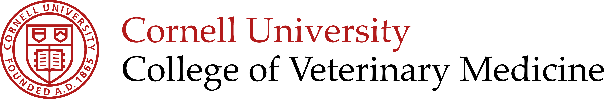 CORNELL UNIVERSITY
FOUNDED A.D. 1865
Cornell University
College of Veterinary Medicine